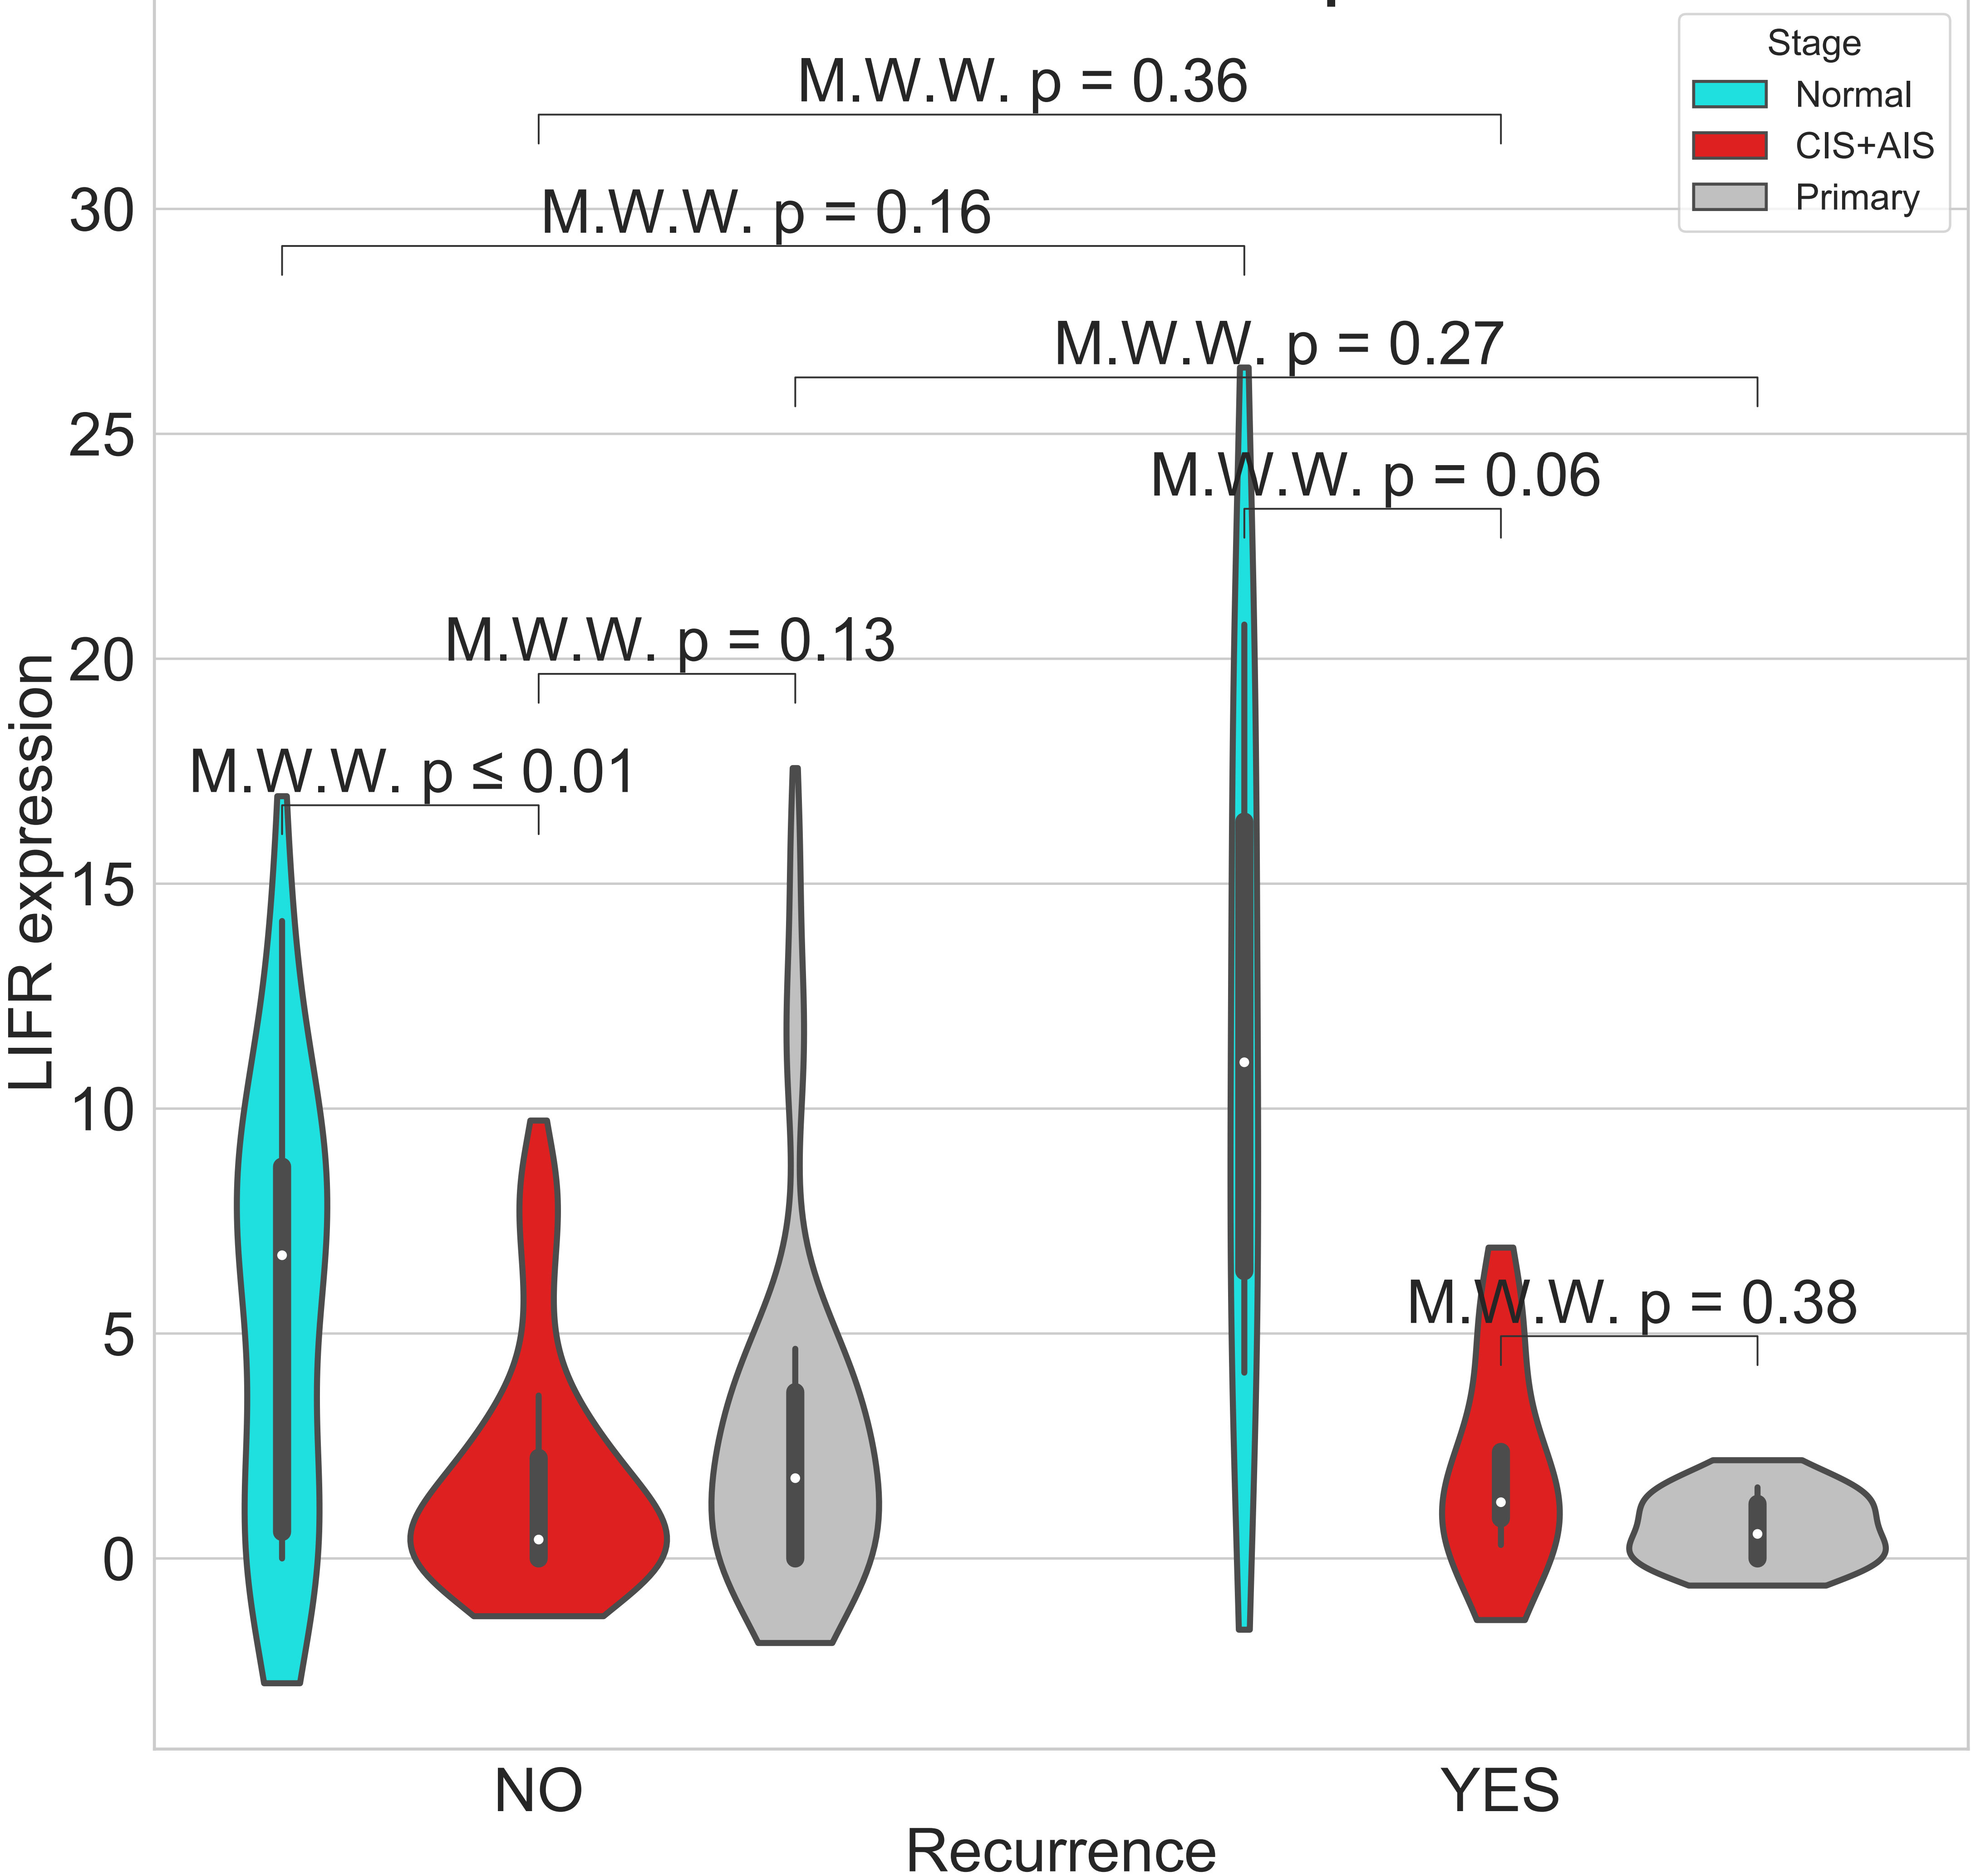 Stage
Normal
CIS+AIS
Primary
M.W.W. p = 0.36
M.W.W. p = 0.16
M.W.W. p = 0.27
M.W.W. p = 0.06
M.W.W. p = 0.13
M.W.W. p ≤ 0.01
M.W.W. p = 0.38
30
25
20
15
10
5
0
LIFR expression
NO
YES
Recurrence